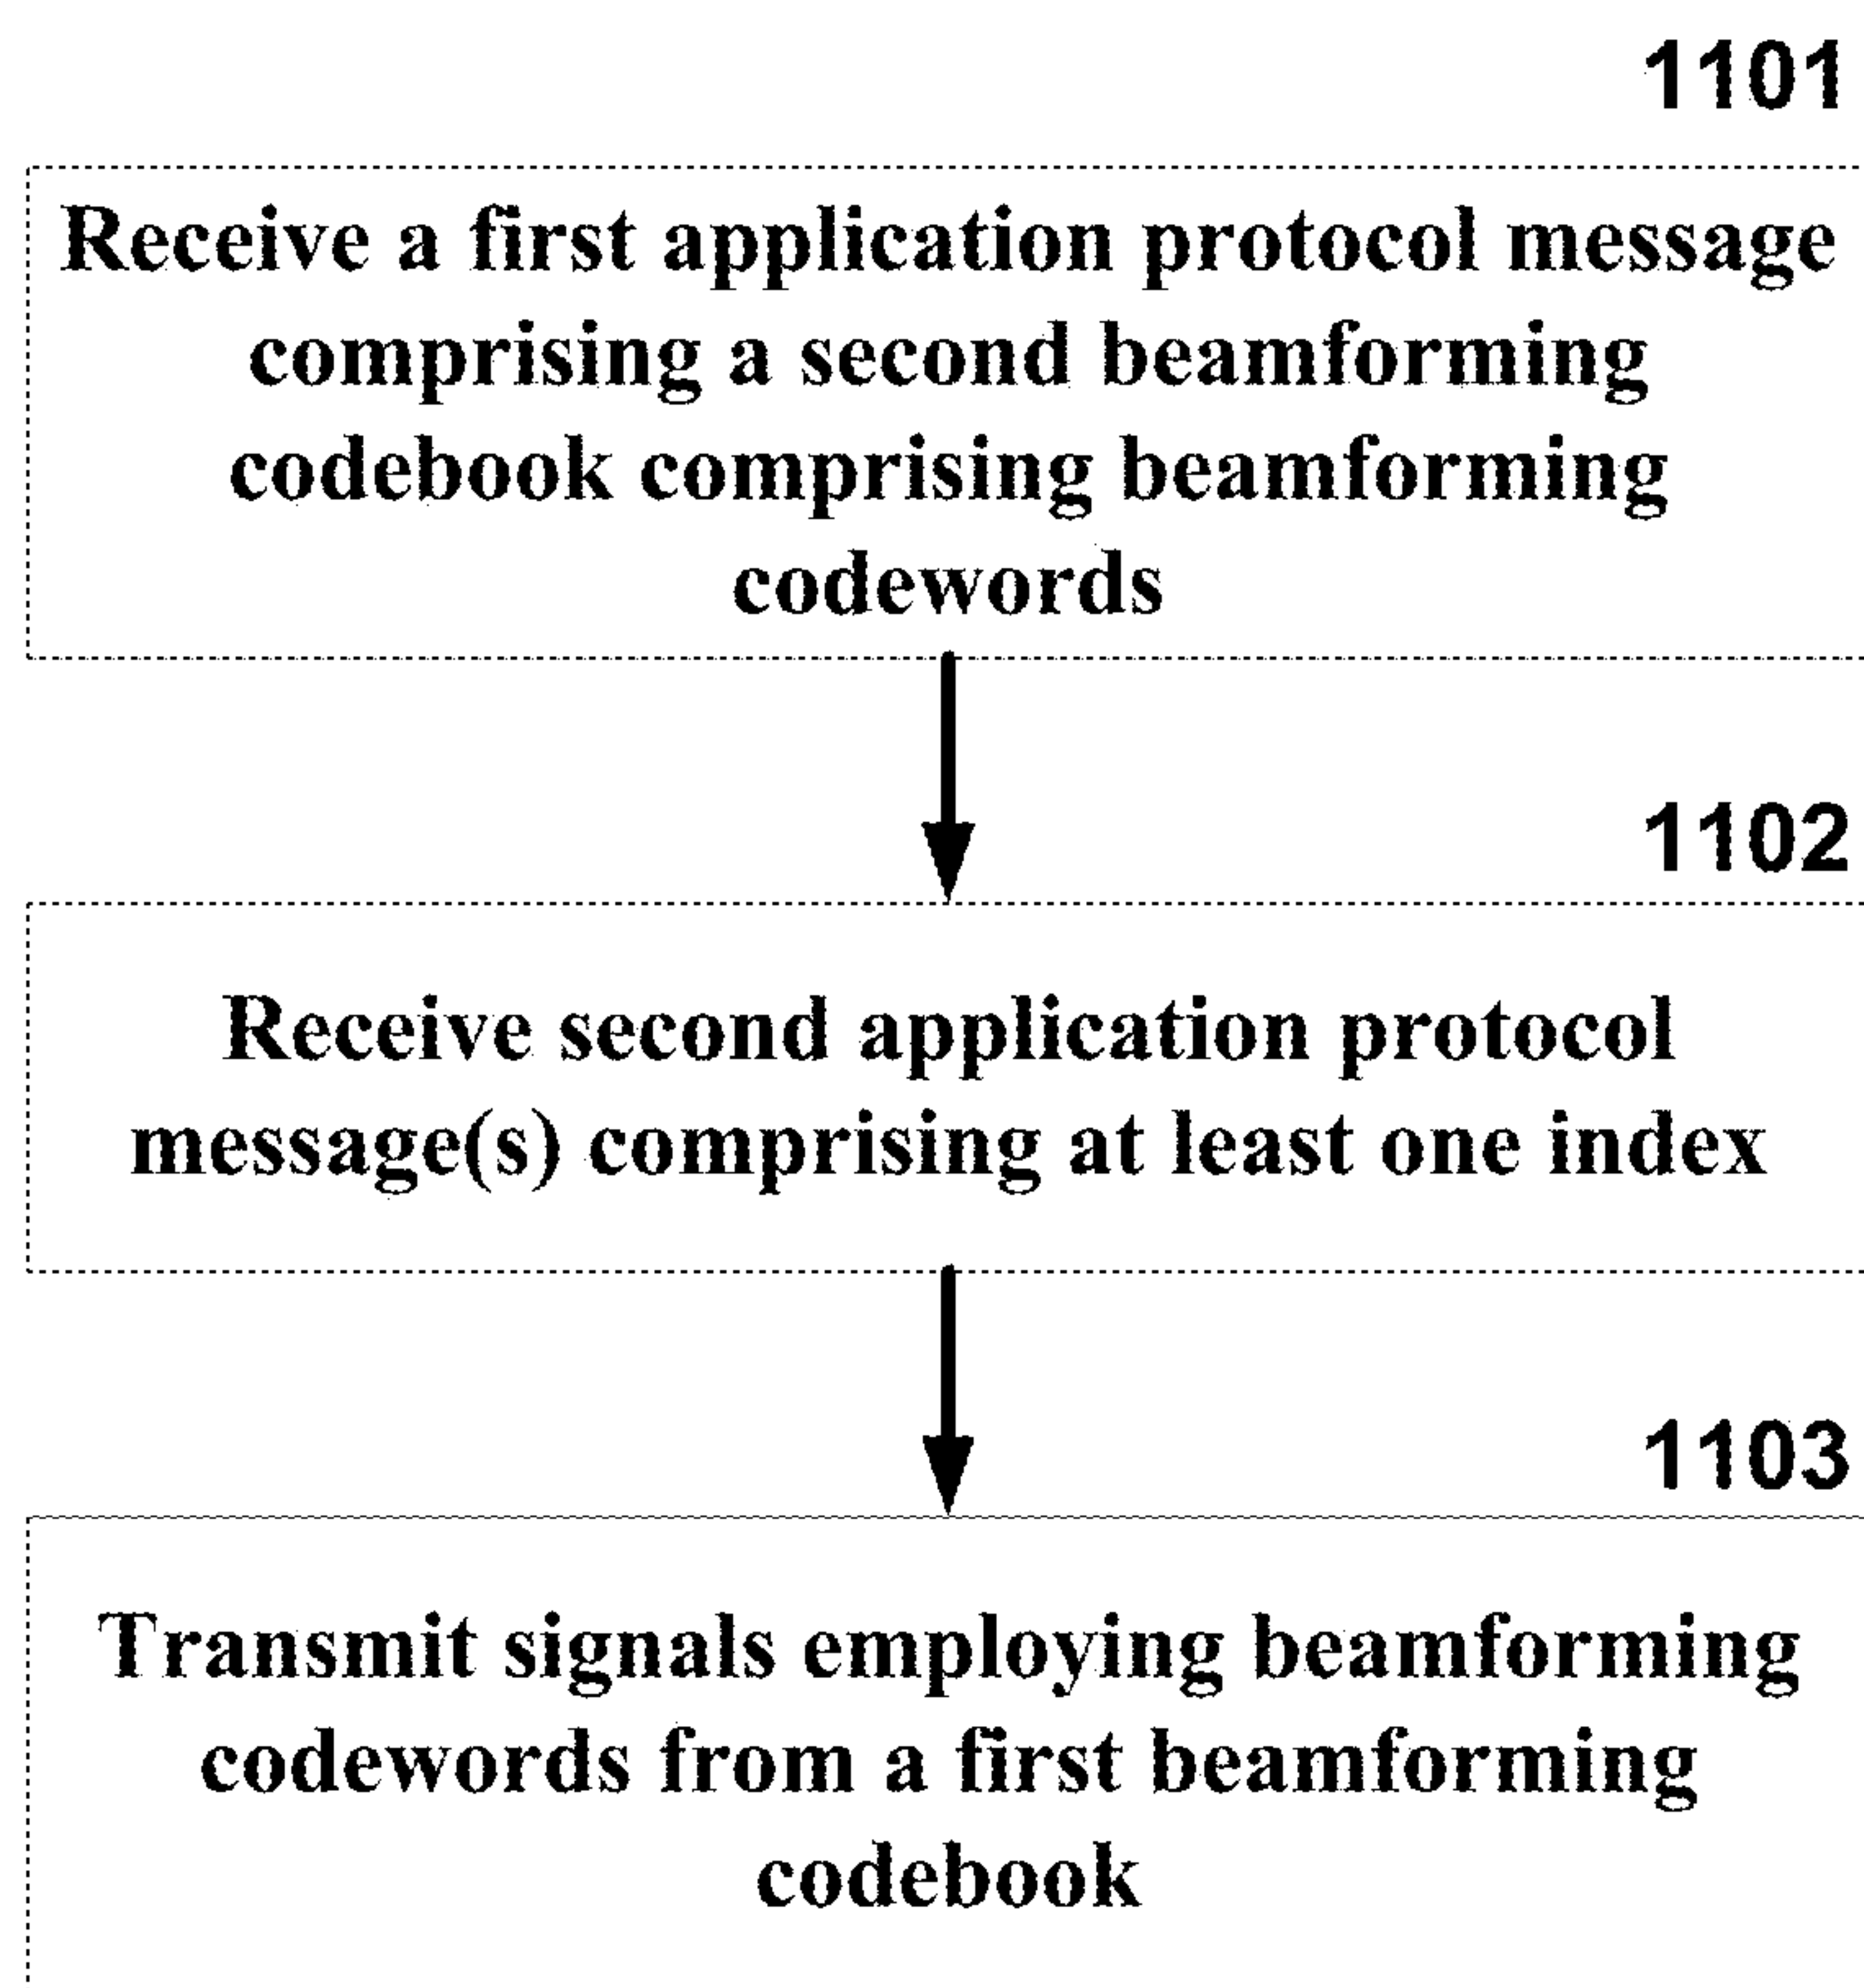 1101
Receive a first application protocol message
comprising a second beamforming
codebook comprising beamforming
codewords
1102
Receive second application protocol
message(s) comprising at least one index
1103
Transmit signals employing beamforming
codewords from a first beamforming
codebook